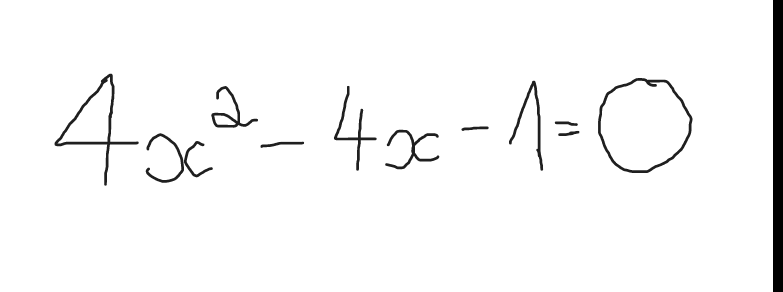 4x² - 4x - 1 = 0